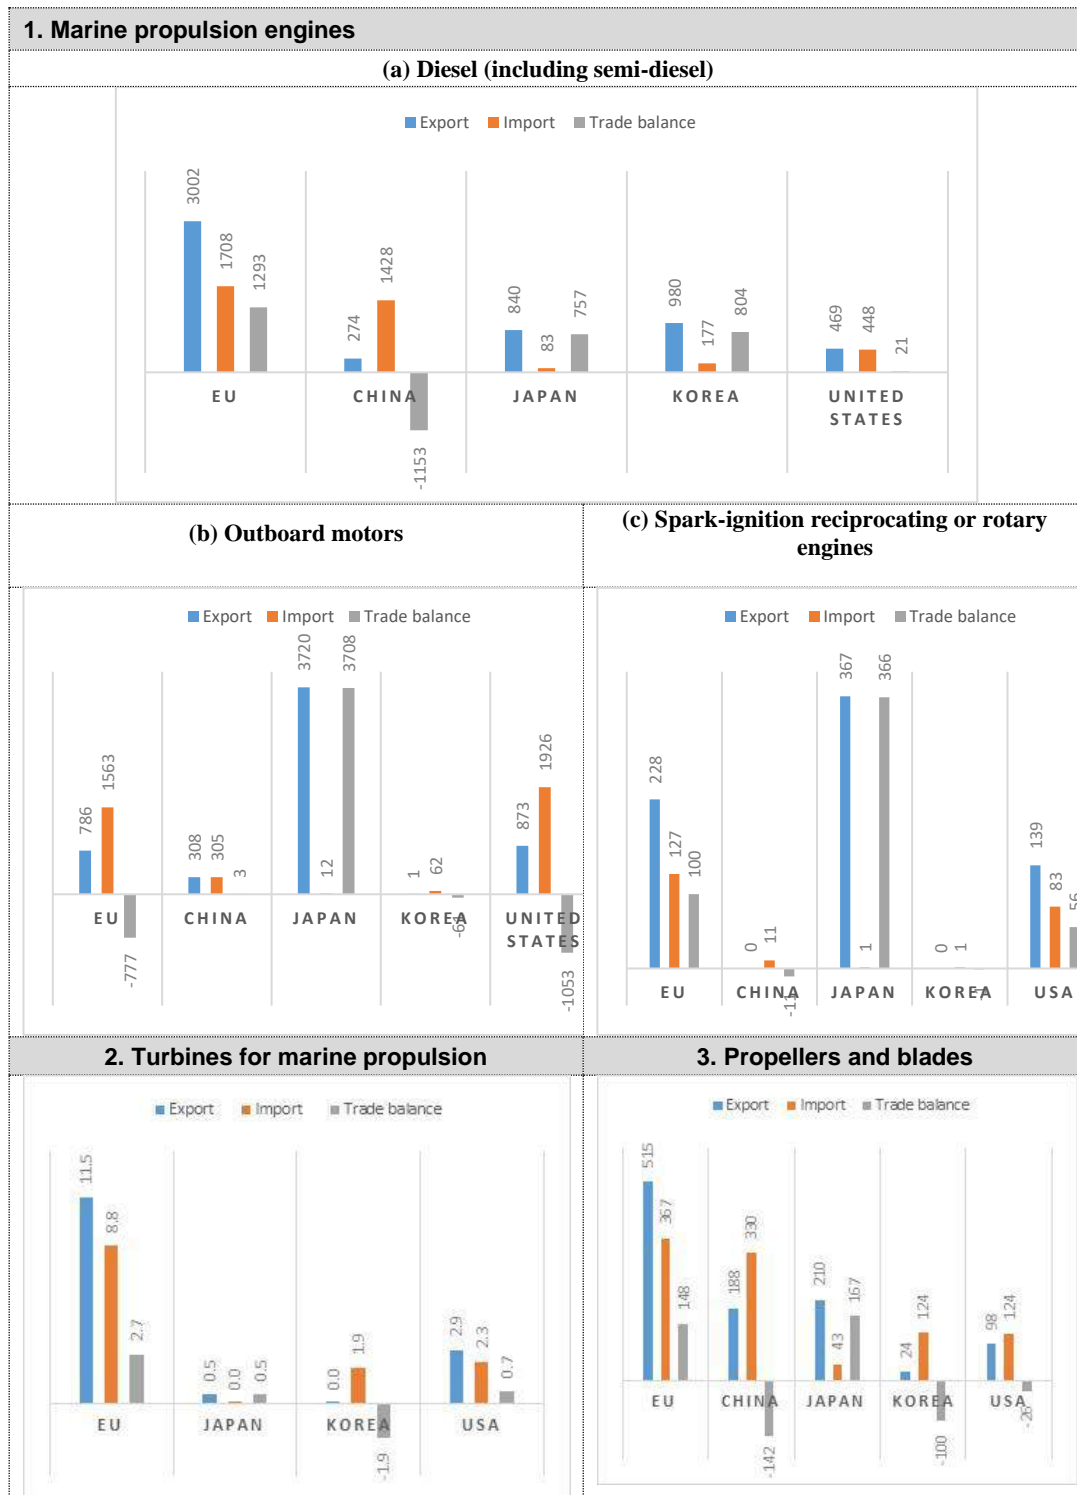 1. Marine propulsion engines
(a) Diesel (including semi-diesel)
Export Import Trade balance
3002 1708 1293 274 1428 -1153 840 83 757 980 177 804 469 448 21
EU CHINA JAPAN KOREA UNITED
STATES
(b) Outboard motors
Export Import Trade balance
786 1563 -777 308 305 3 3720 12 3708 1 62 -61 873 1926 -1053
EU CHINA JAPAN KOREA UNITED
STATES
(c) Spark-ignition reciprocating or rotary
engines
Export Import Trade balance
228 127 100 0 11 -11 367 1 366 0 1 139 83 56
EU CHINA JAPAN KOREA USA
2. Turbines for marine propulsion
Export Import Trade balance
11.5 8.8 2.7 0.5 0.0 0.5 0.0 1.9 -1.9 2.9 2.3 0.7
EU JAPAN KOREA USA
3. Propellers and blades
Export Import Trade balance
515 367 148 188 330 -142 210 43 167 24 124 -100 98 124 -26
EU CHINA JAPAN KOREA USA